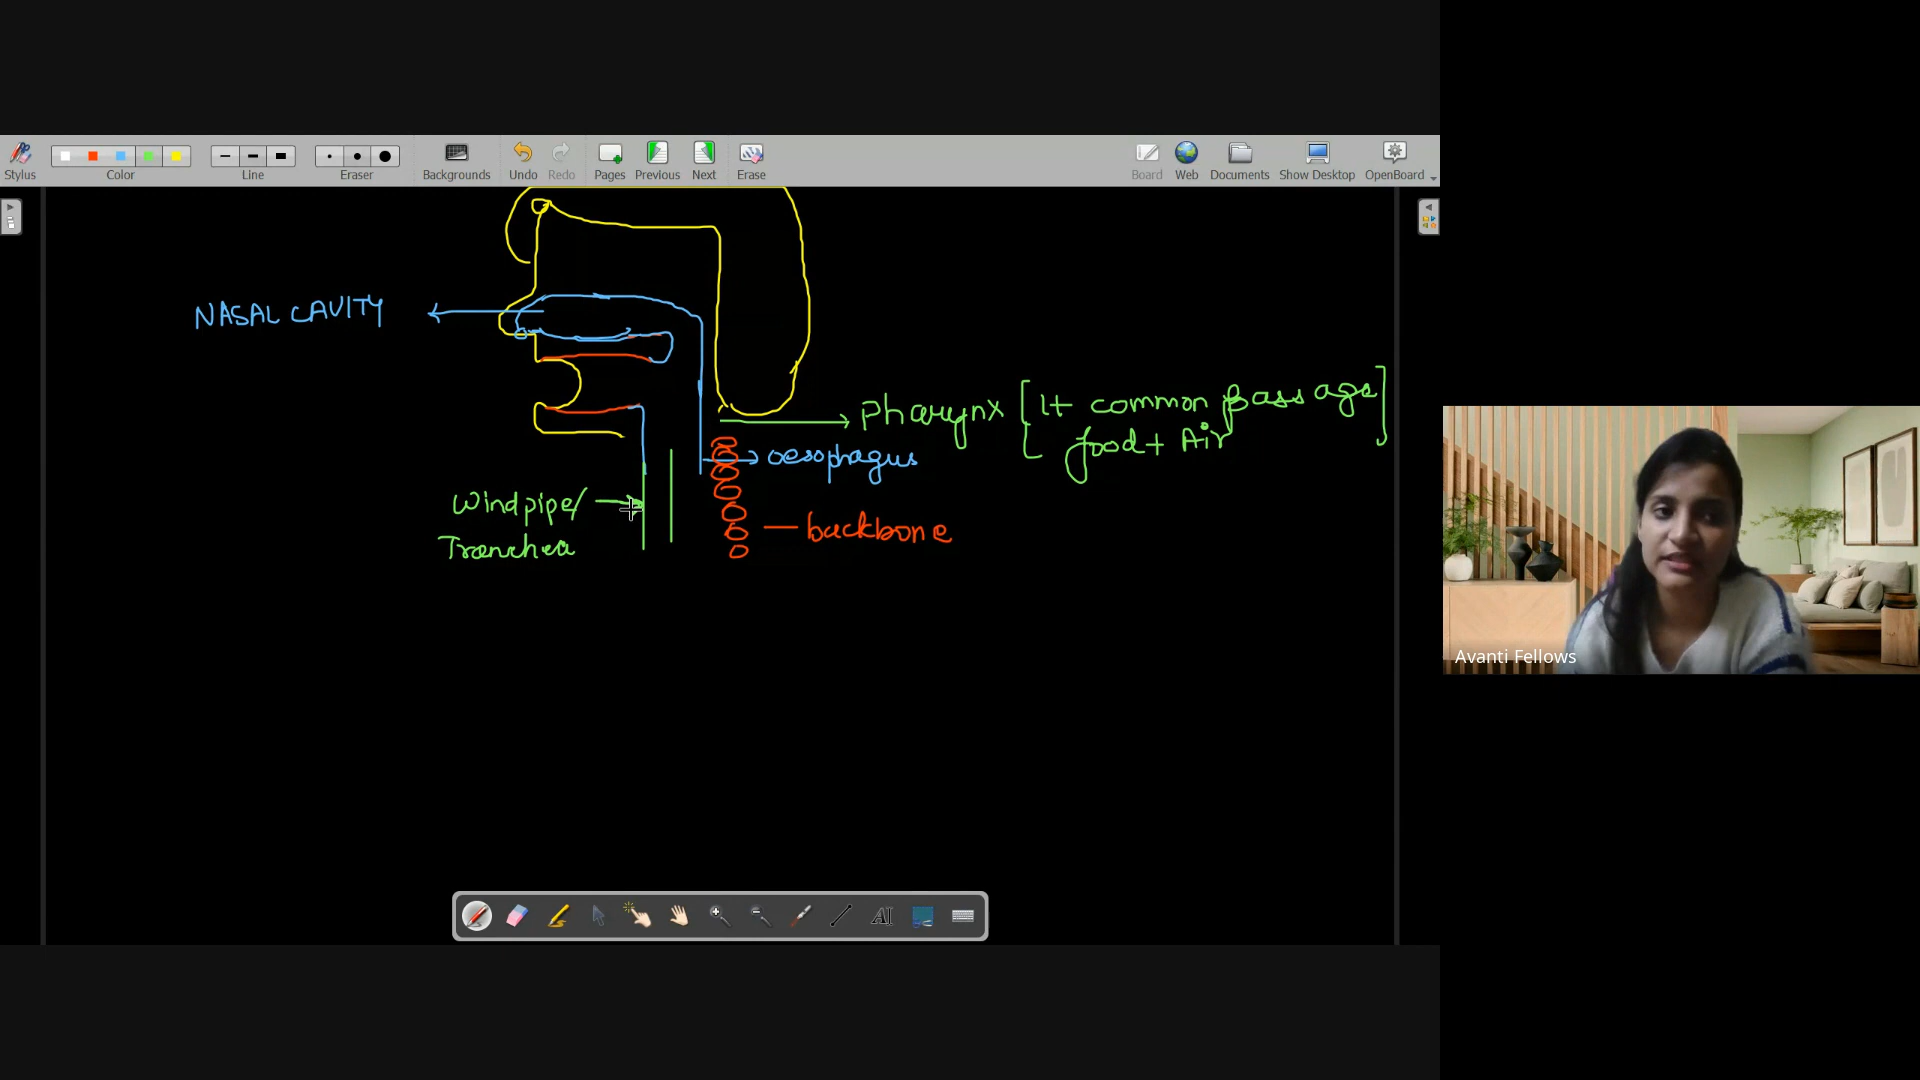 Stylus
Color
Line
Eraser
Backgrounds
Undo
Redo
Pages
Previous
Next
Erase
Board
Web
Documents
Show Desktop
OpenBoard
NASAL CAVITY
Pharynx [It common passage]
food + Air
oesophagus
Windpipe/
Tranchea
backbone
Avanti Fellows